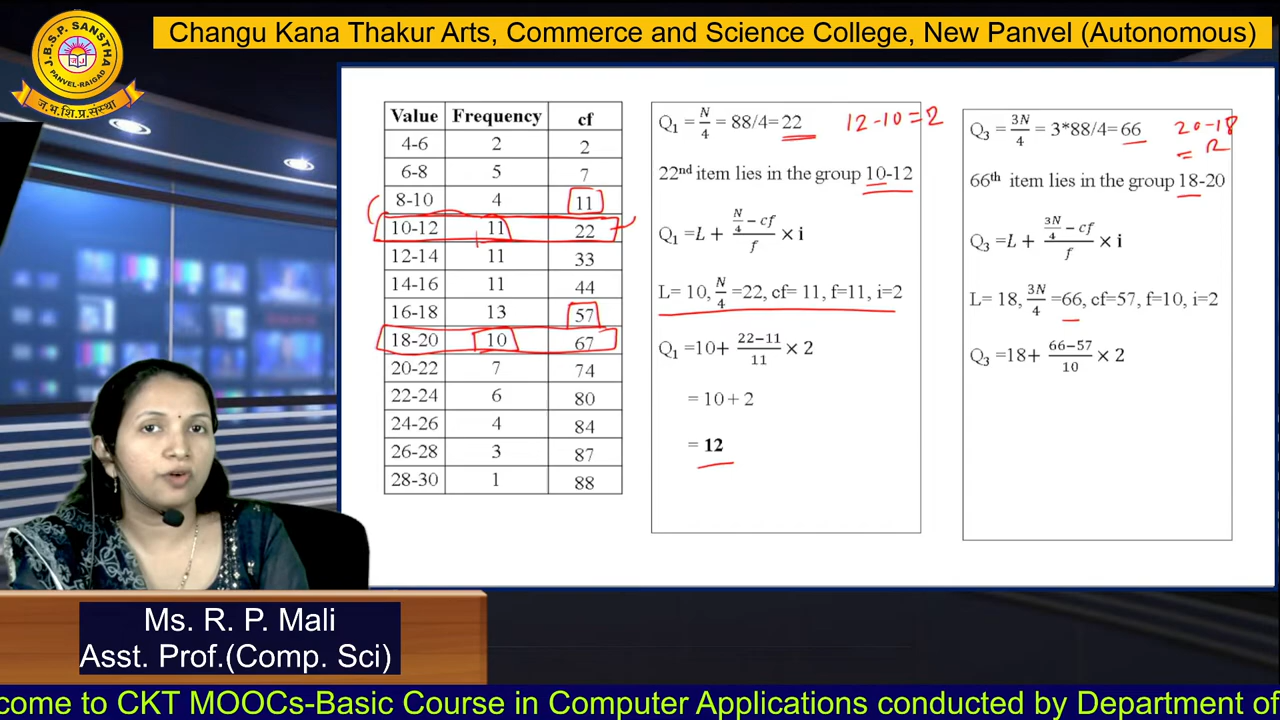 Changu Kana Thakur Arts, Commerce and Science College, New Panvel (Autonomous)
J.B.S.P. SANSTHA
PANVEL-RAIGAD
ज.भ.शि.प्र.संस्था
Value Frequency cf
4-6 2 2
6-8 5 7
8-10 4 11
10-12 11 22
12-14 11 33
14-16 11 44
16-18 13 57
18-20 10 67
20-22 7 74
22-24 6 80
24-26 4 84
26-28 3 87
28-30 1 88
Q₁ = N/4 = 88/4= 22 12-10=2
22nd item lies in the group 10-12
Q₁ =L + (N/4 − cf)/f × i
L= 10, N/4 =22, cf= 11, f=11, i=2
Q₁ =10+ (22−11)/11 × 2
= 10 + 2
= 12
Q₃ = 3N/4 = 3*88/4= 66 20-18
= 2
66th item lies in the group 18-20
Q₃ =L + (3N/4 − cf)/f × i
L= 18, 3N/4 =66, cf=57, f=10, i=2
Q₃ =18+ (66−57)/10 × 2
Ms. R. P. Mali
Asst. Prof.(Comp. Sci)
come to CKT MOOCs-Basic Course in Computer Applications conducted by Department of